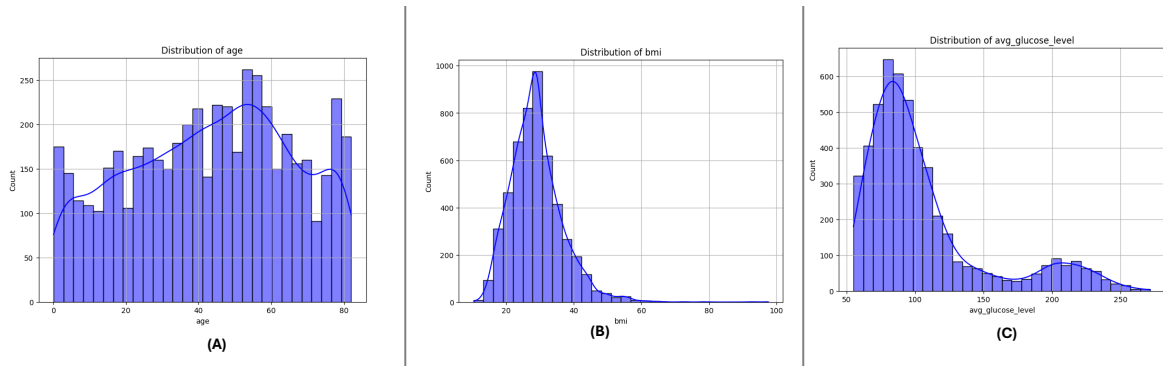 Distribution of age
250
200
150
100
50
0
Count
0 20 40 60 80
age
(A)
Distribution of bmi
1000
800
600
400
200
0
Count
20 40 60 80 100
bmi
(B)
Distribution of avg_glucose_level
600
500
400
300
200
100
0
Count
50 100 150 200 250
avg_glucose_level
(C)